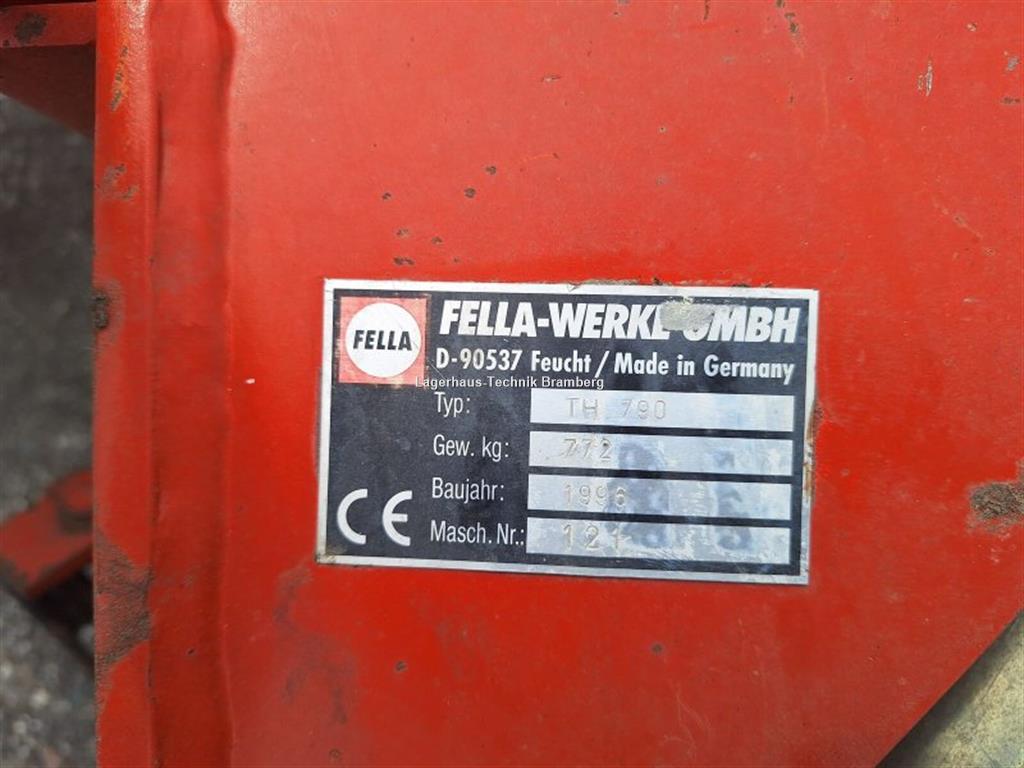 FELLA
FELLA-WERKE GMBH
D-90537 Feucht / Made in Germany
Lagerhaus-Technik Bramberg
Typ: TH 790
Gew. kg: 772
Baujahr: 1996
CE
Masch. Nr.: 121